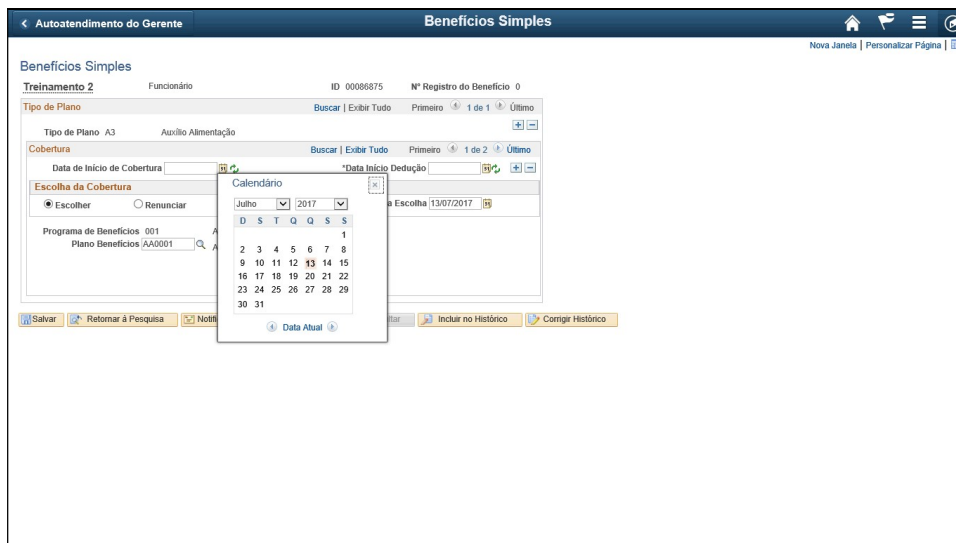 Autoatendimento do Gerente
Benefícios Simples
Nova Janela | Personalizar Página |
Benefícios Simples
Treinamento 2 Funcionário ID 00086875 Nº Registro do Benefício 0
Tipo de Plano Buscar | Exibir Tudo Primeiro 1 de 1 Último
Tipo de Plano A3 Auxílio Alimentação
Cobertura Buscar | Exibir Tudo Primeiro 1 de 2 Último
Data de Início de Cobertura *Data Início Dedução
Escolha da Cobertura
Escolher Renunciar a Escolha 13/07/2017
Programa de Benefícios 001 A
Plano Benefícios AA0001 A
Calendário
Julho 2017
D S T Q Q S S
1
2 3 4 5 6 7 8
9 10 11 12 13 14 15
16 17 18 19 20 21 22
23 24 25 26 27 28 29
30 31
Data Atual
Salvar Retornar à Pesquisa Notifi tar Incluir no Histórico Corrigir Histórico